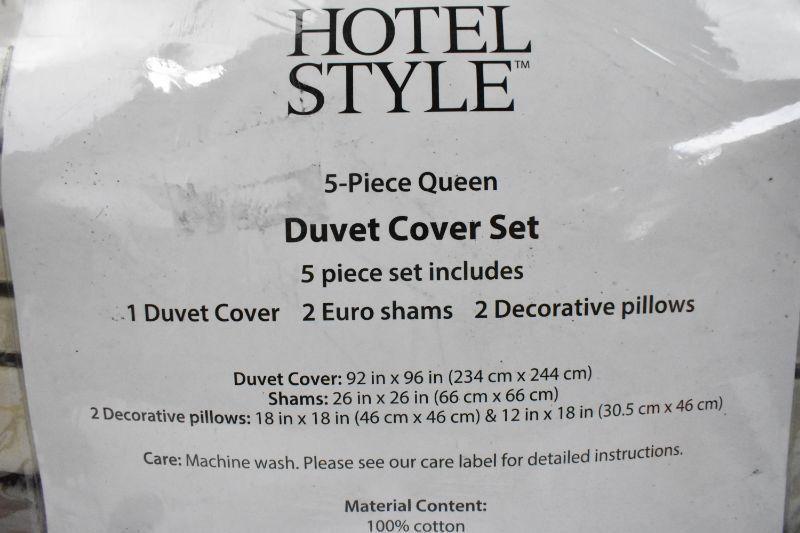 HOTEL
STYLE™
5-Piece Queen
Duvet Cover Set
5 piece set includes
1 Duvet Cover 2 Euro shams 2 Decorative pillows
Duvet Cover: 92 in x 96 in (234 cm x 244 cm)
Shams: 26 in x 26 in (66 cm x 66 cm)
2 Decorative pillows: 18 in x 18 in (46 cm x 46 cm) & 12 in x 18 in (30.5 cm x 46 cm)
Care: Machine wash. Please see our care label for detailed instructions.
Material Content:
100% cotton